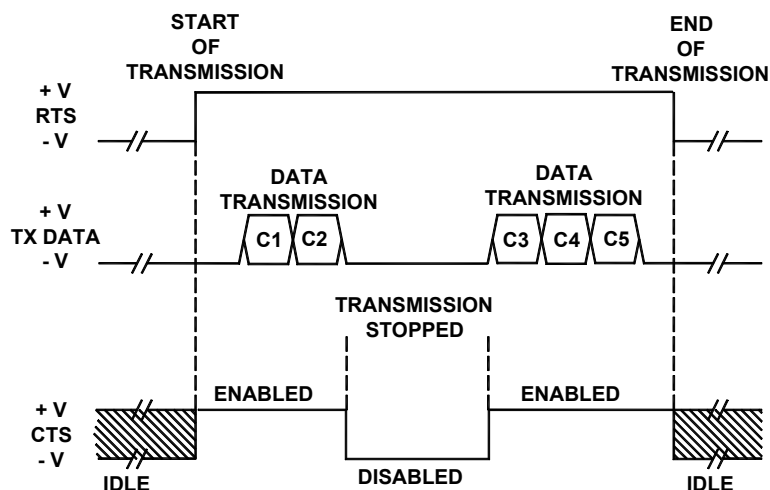 START
OF
TRANSMISSION
END
OF
TRANSMISSION
+ V
RTS
- V
DATA
TRANSMISSION
DATA
TRANSMISSION
+ V
TX DATA
- V
C1 C2 C3 C4 C5
TRANSMISSION
STOPPED
ENABLED ENABLED
+ V
CTS
- V
IDLE DISABLED IDLE